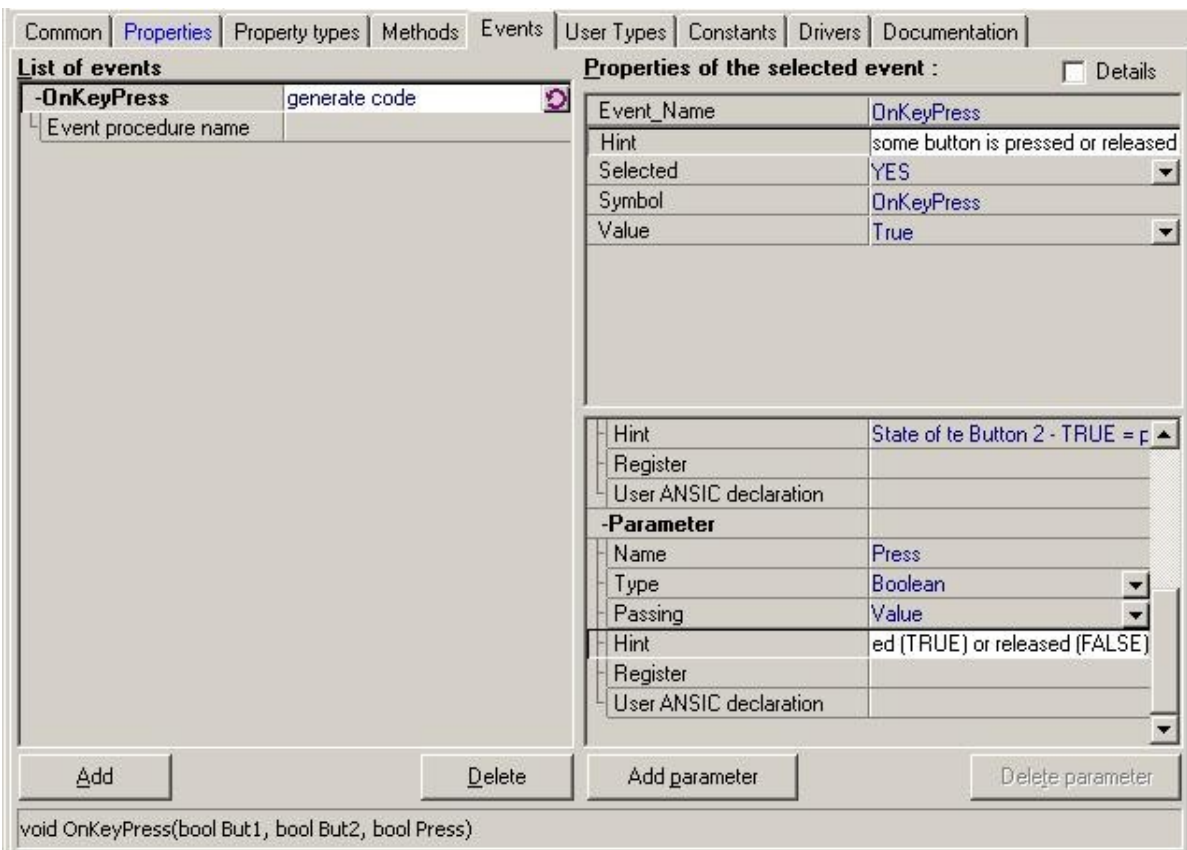 Common Properties Property types Methods Events User Types Constants Drivers Documentation
List of events
-OnKeyPress generate code
Event procedure name
Properties of the selected event : Details
Event_Name OnKeyPress
Hint some button is pressed or released
Selected YES
Symbol OnKeyPress
Value True
Hint State of te Button 2 - TRUE = p
Register
User ANSIC declaration
-Parameter
Name Press
Type Boolean
Passing Value
Hint ed (TRUE) or released (FALSE)
Register
User ANSIC declaration
Add Delete Add parameter Delete parameter
void OnKeyPress(bool But1, bool But2, bool Press)